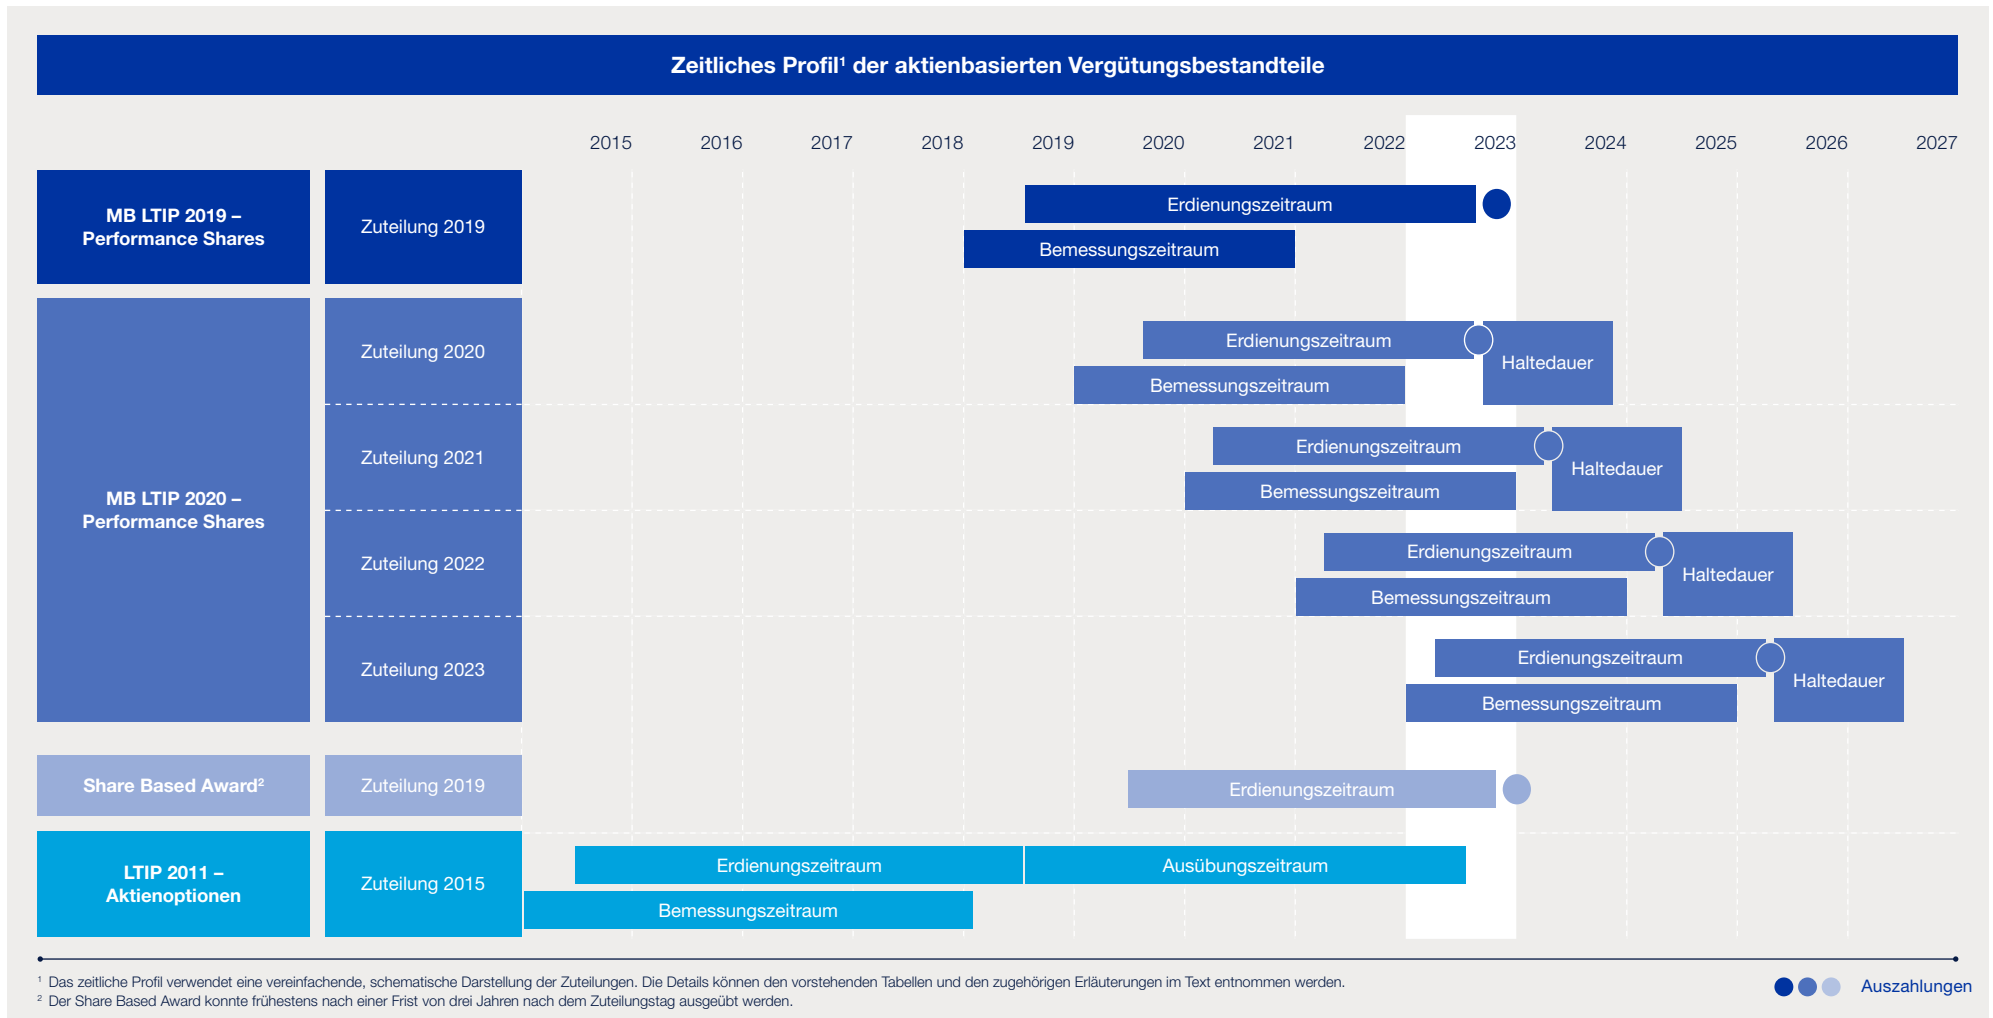 Zeitliches Profil¹ der aktienbasierten Vergütungsbestandteile
2015 2016 2017 2018 2019 2020 2021 2022 2023 2024 2025 2026 2027
MB LTIP 2019 –
Performance Shares
Zuteilung 2019
Erdienungszeitraum
Bemessungszeitraum
MB LTIP 2020 –
Performance Shares
Zuteilung 2020
Erdienungszeitraum
Haltedauer
Bemessungszeitraum
Zuteilung 2021
Erdienungszeitraum
Haltedauer
Bemessungszeitraum
Zuteilung 2022
Erdienungszeitraum
Haltedauer
Bemessungszeitraum
Zuteilung 2023
Erdienungszeitraum
Haltedauer
Bemessungszeitraum
Share Based Award²
Zuteilung 2019
Erdienungszeitraum
LTIP 2011 –
Aktienoptionen
Zuteilung 2015
Erdienungszeitraum
Ausübungszeitraum
Bemessungszeitraum
¹ Das zeitliche Profil verwendet eine vereinfachende, schematische Darstellung der Zuteilungen. Die Details können den vorstehenden Tabellen und den zugehörigen Erläuterungen im Text entnommen werden.
² Der Share Based Award konnte frühestens nach einer Frist von drei Jahren nach dem Zuteilungstag ausgeübt werden.
Auszahlungen